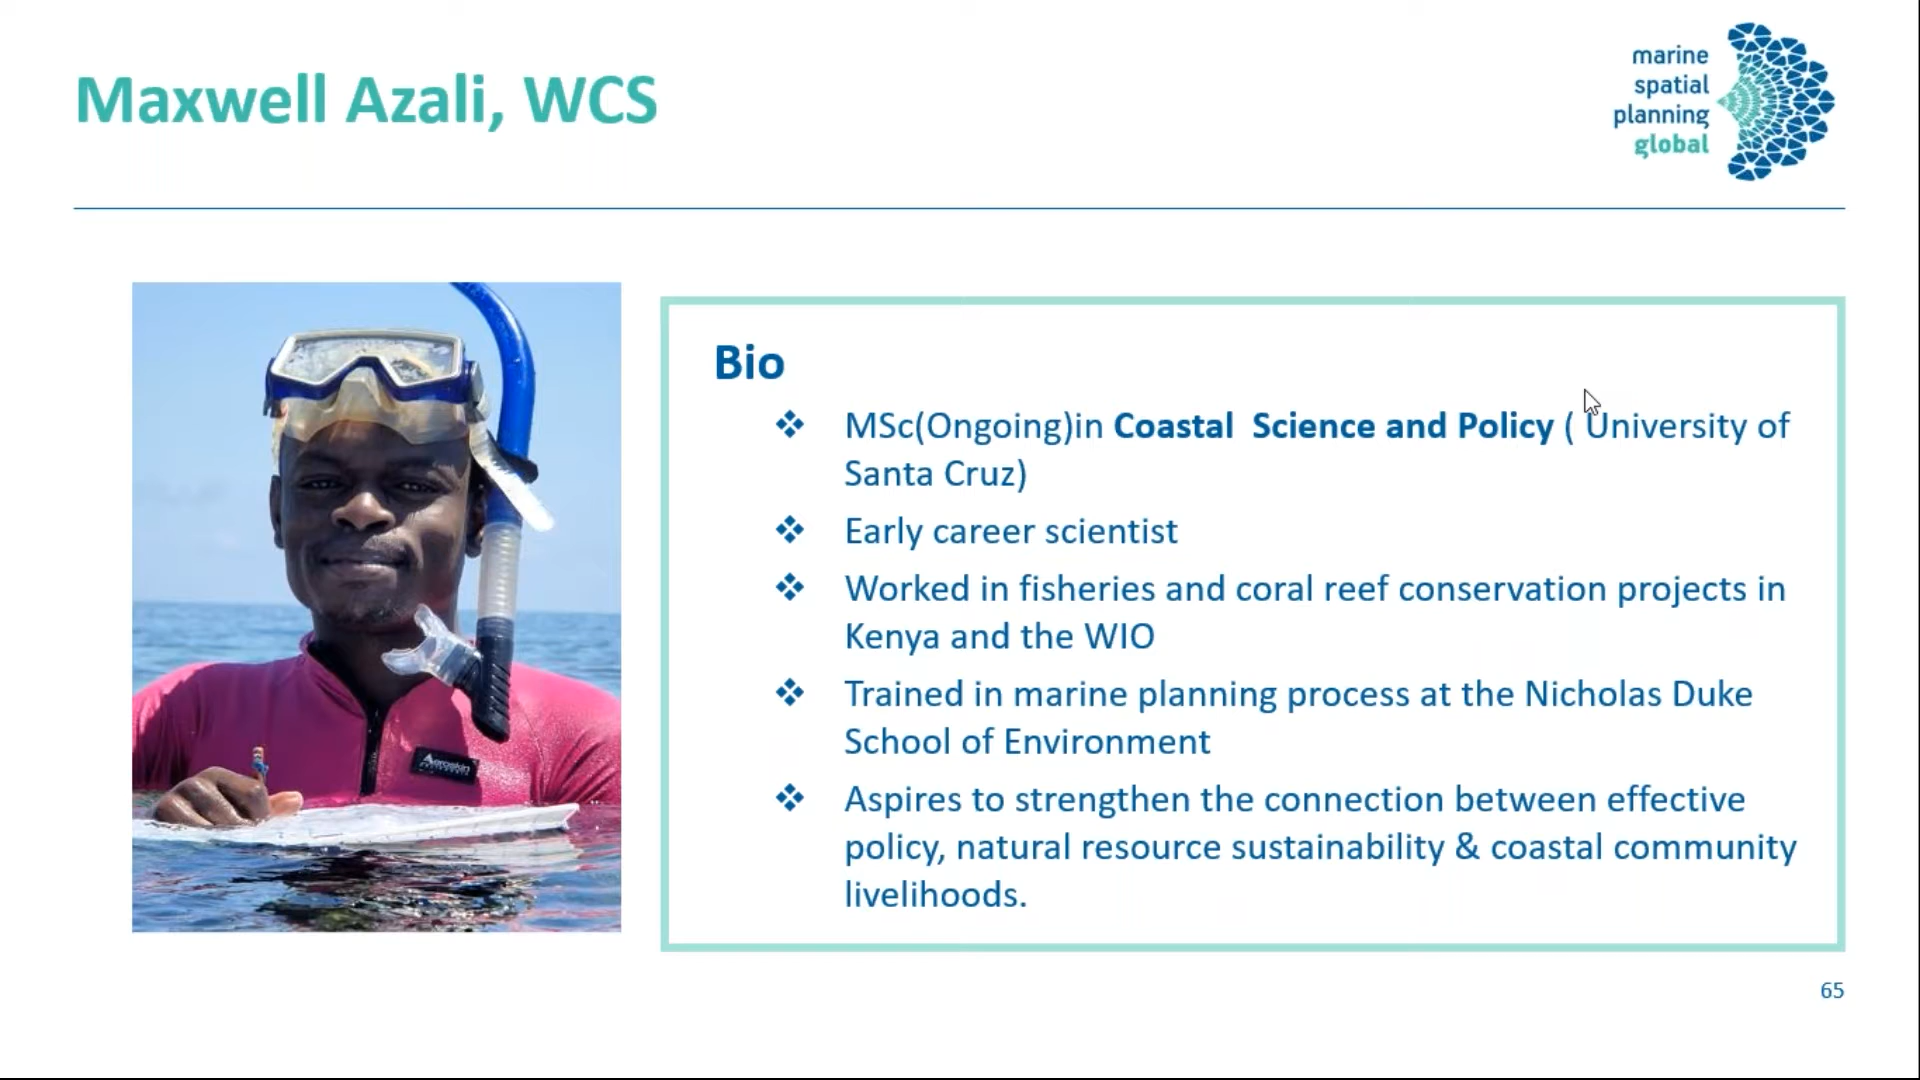 Maxwell Azali, WCS
marine
spatial
planning
global
Bio
❖ MSc(Ongoing)in Coastal  Science and Policy ( University of
Santa Cruz)
❖ Early career scientist
❖ Worked in fisheries and coral reef conservation projects in
Kenya and the WIO
❖ Trained in marine planning process at the Nicholas Duke
School of Environment
❖ Aspires to strengthen the connection between effective
policy, natural resource sustainability & coastal community
livelihoods.
Aeroskin
65